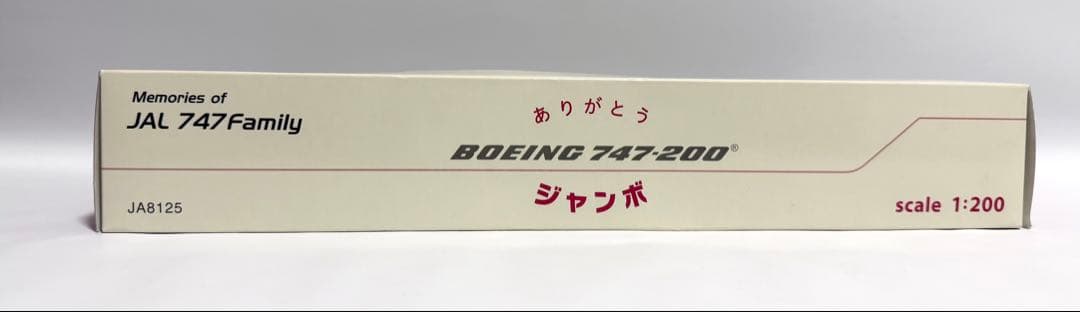 Memories of
JAL 747Family
ありがとう
BOEING 747-200®
ジャンボ
JA8125
scale 1:200